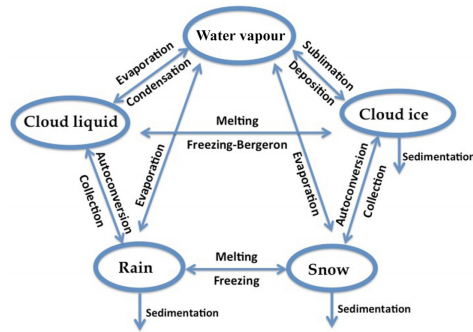 Water vapour
Evaporation
Condensation
Sublimation
Deposition
Cloud liquid
Melting
Freezing-Bergeron
Cloud ice
Sedimentation
Autoconversion
Collection
Evaporation
Evaporation
Autoconversion
Collection
Rain
Melting
Freezing
Snow
Sedimentation
Sedimentation